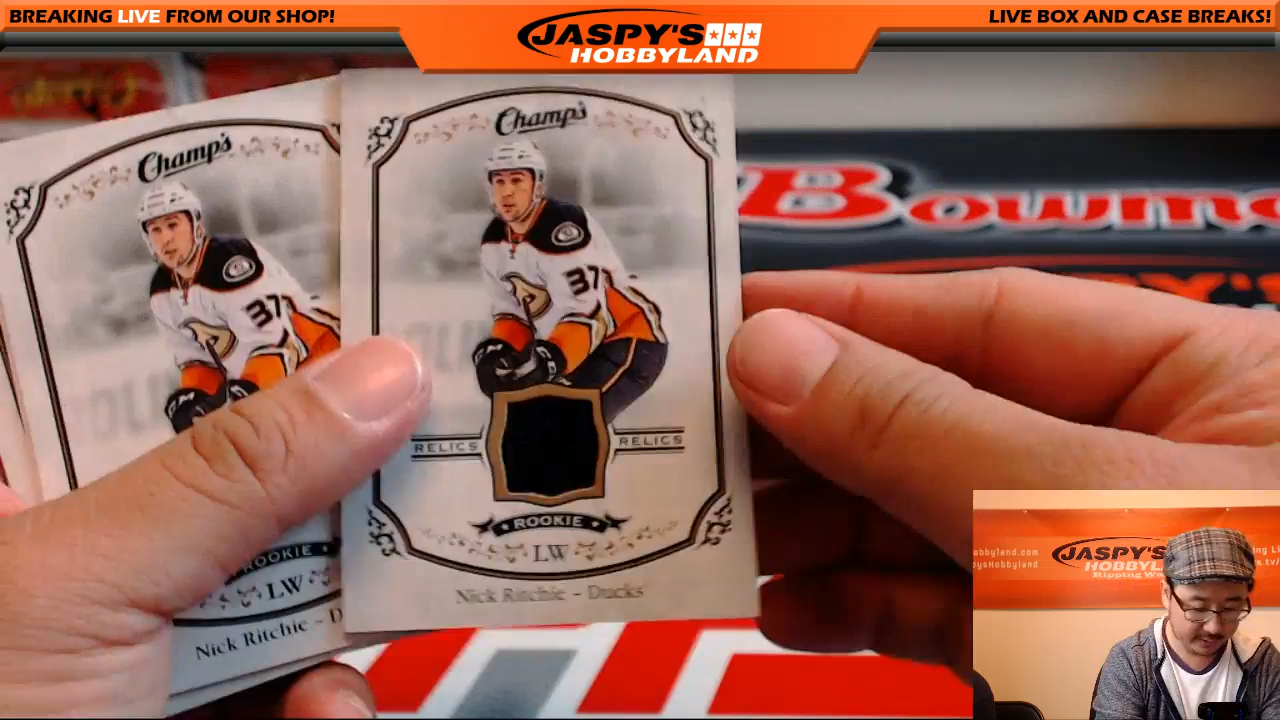 BREAKING LIVE FROM OUR SHOP!
JASPY'S
HOBBYLAND
LIVE BOX AND CASE BREAKS!
Champ's
37
ROOKIE
LW
Nick Ritchie - D
Champ's
37
RELICS RELICS
ROOKIE
LW
Nick Ritchie - Ducks
Bowm
JASPY'S
HOBBYLAND